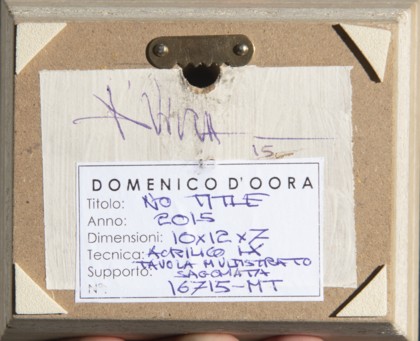 D'OORA
15
DOMENICO D'OORA
Titolo: NO TITLE
Anno: 2015
Dimensioni: 10x12x7
Tecnica: ACRILICO IX
Supporto: TAVOLA MULTISTRATO
SAGOMATA
N°: 16715-MT